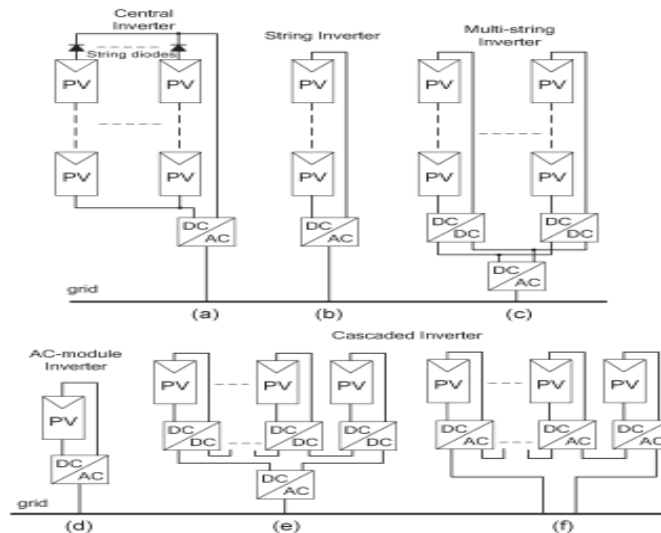 Central
Inverter
String diodes
PV PV
PV PV
DC
AC
String Inverter
PV
PV
DC
AC
Multi-string
Inverter
PV PV
PV PV
DC DC
DC DC
DC
AC
grid
(a) (b) (c)
AC-module
Inverter
PV
DC
AC
Cascaded Inverter
PV PV PV
DC DC DC
DC DC DC
DC
AC
PV PV PV
DC DC DC
AC AC AC
grid
(d) (e) (f)